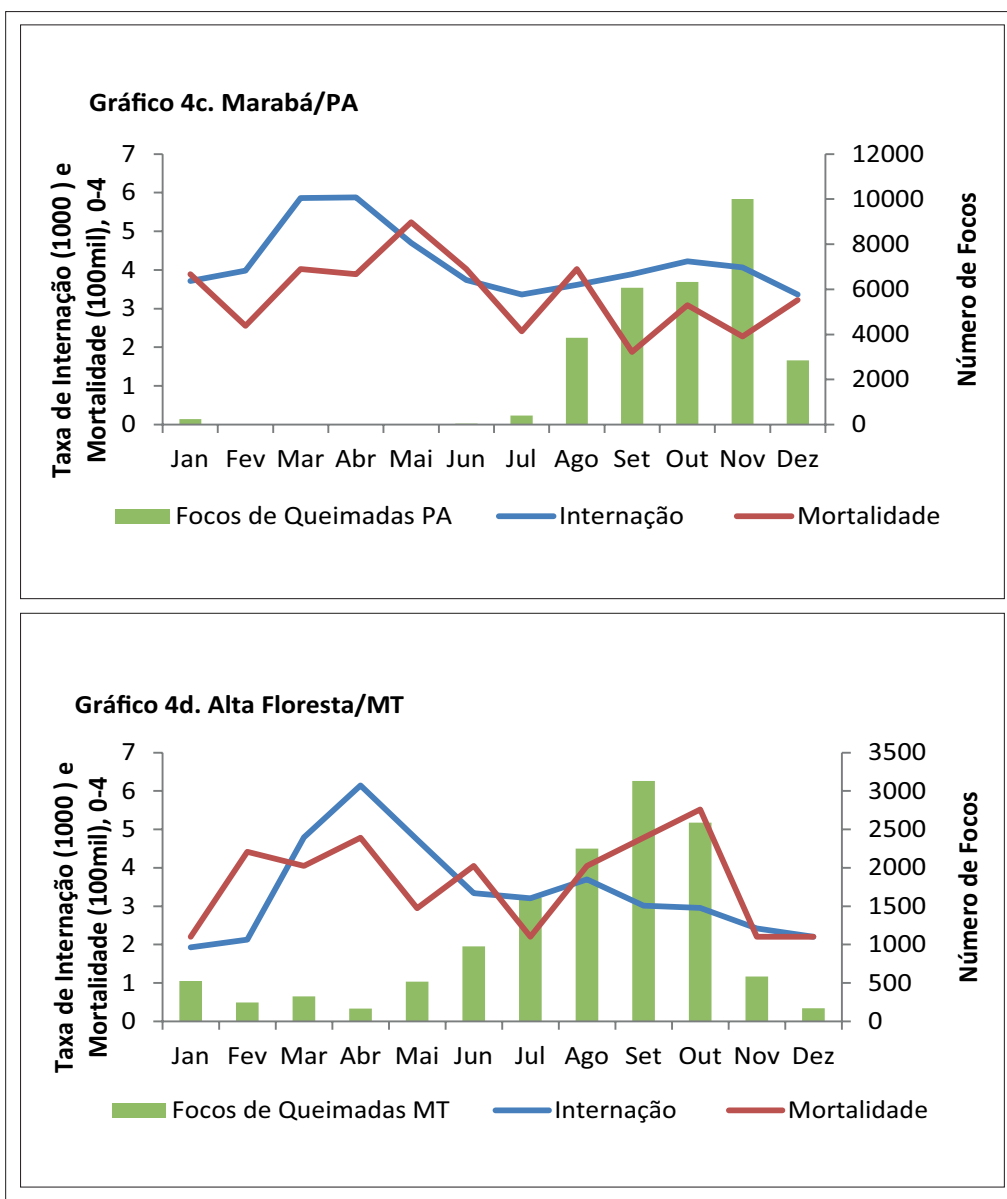 Gráfico 4c. Marabá/PA
Taxa de Internação (1000 ) e
Mortalidade (100mil), 0-4
7
6
5
4
3
2
1
0
12000
10000
8000
6000
4000
2000
0
Número de Focos
Jan Fev Mar Abr Mai Jun Jul Ago Set Out Nov Dez
Focos de Queimadas PA Internação Mortalidade
Gráfico 4d. Alta Floresta/MT
Taxa de Internação (1000 ) e
Mortalidade (100mil), 0-4
7
6
5
4
3
2
1
0
3500
3000
2500
2000
1500
1000
500
0
Número de Focos
Jan Fev Mar Abr Mai Jun Jul Ago Set Out Nov Dez
Focos de Queimadas MT Internação Mortalidade